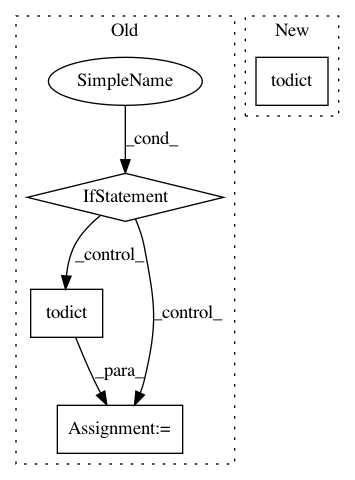 Old
New
SimpleName
todict
_cond_
IfStatement
_control_
_control_
todict
_para_
Assignment:=